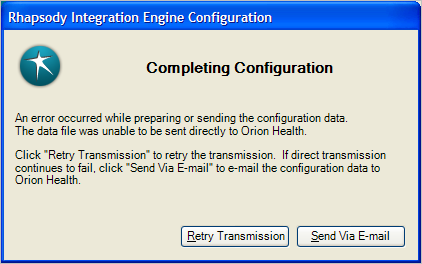 Rhapsody Integration Engine Configuration
Completing Configuration
An error occurred while preparing or sending the configuration data.
The data file was unable to be sent directly to Orion Health.
Click "Retry Transmission" to retry the transmission.  If direct transmission
continues to fail, click "Send Via E-mail" to e-mail the configuration data to
Orion Health.
Retry Transmission
Send Via E-mail